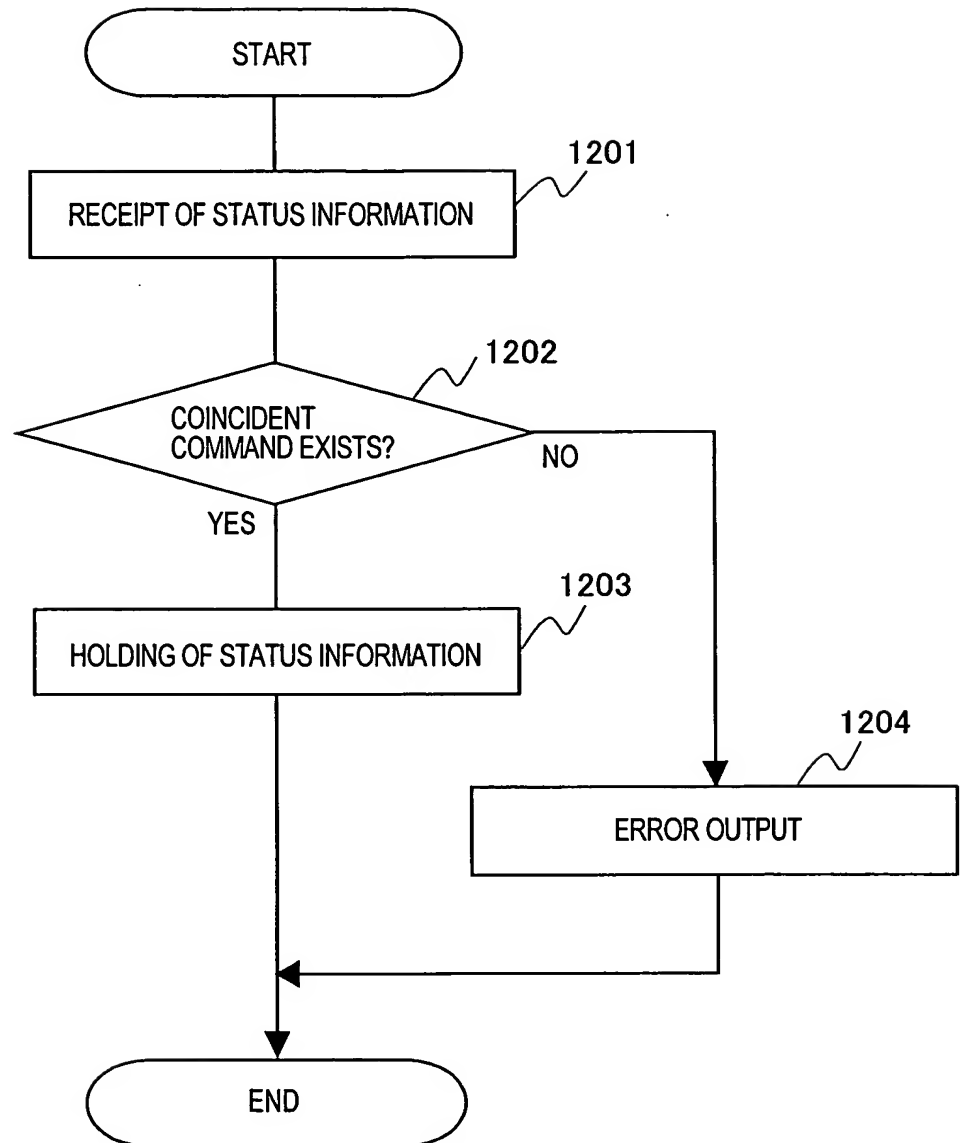 START
1201
RECEIPT OF STATUS INFORMATION
1202
COINCIDENT
COMMAND EXISTS?
NO
YES
1203
HOLDING OF STATUS INFORMATION
1204
ERROR OUTPUT
END